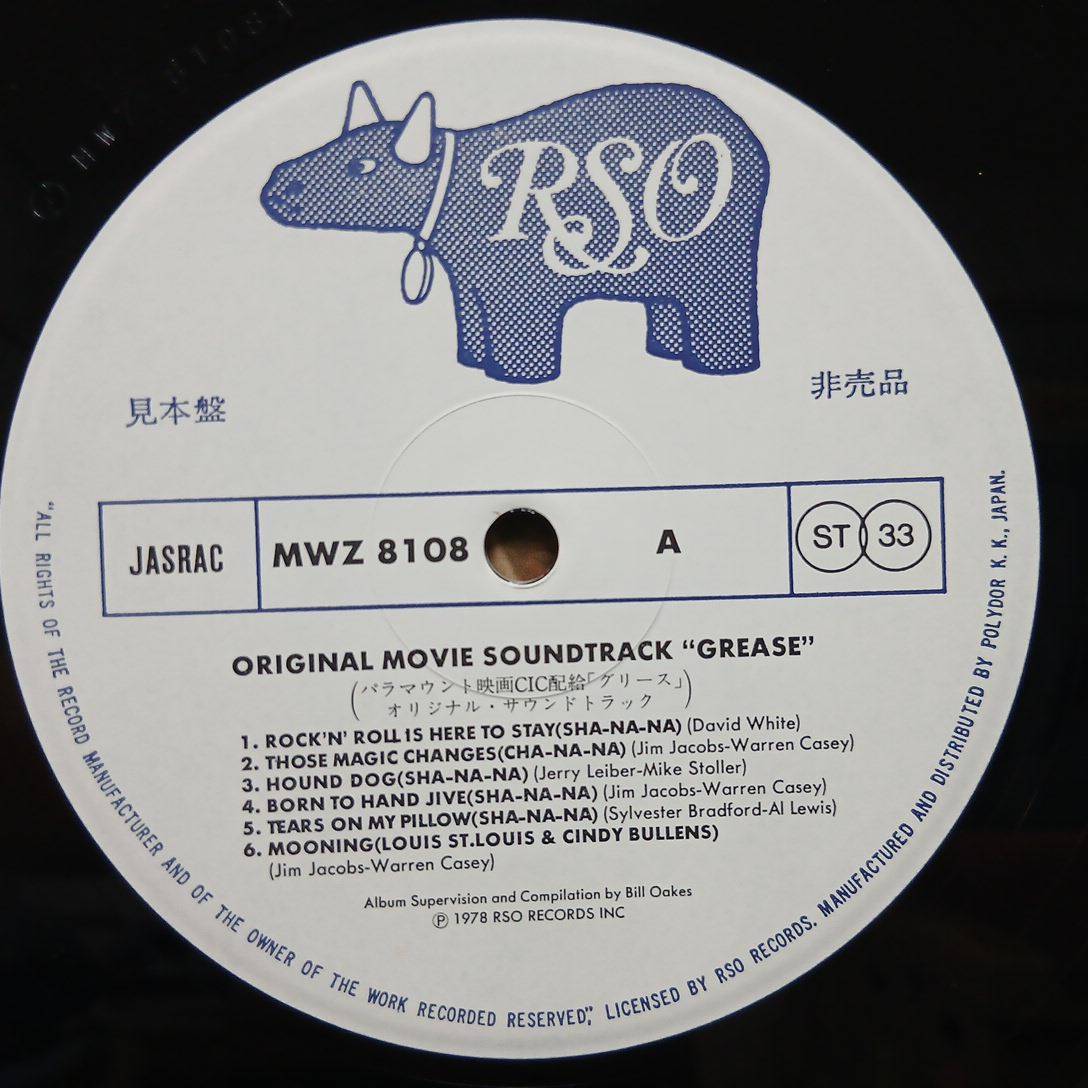 RSO
見本盤
非売品
JASRAC
MWZ 8108
A
ST 33
ORIGINAL MOVIE SOUNDTRACK “GREASE”
(パラマウント映画CIC配給「グリース」
オリジナル・サウンドトラック)
1. ROCK'N' ROLL IS HERE TO STAY(SHA-NA-NA) (David White)
2. THOSE MAGIC CHANGES(CHA-NA-NA) (Jim Jacobs-Warren Casey)
3. HOUND DOG(SHA-NA-NA) (Jerry Leiber-Mike Stoller)
4. BORN TO HAND JIVE(SHA-NA-NA) (Jim Jacobs-Warren Casey)
5. TEARS ON MY PILLOW(SHA-NA-NA) (Sylvester Bradford-Al Lewis)
6. MOONING(LOUIS ST.LOUIS & CINDY BULLENS)
(Jim Jacobs-Warren Casey)
Album Supervision and Compilation by Bill Oakes
℗ 1978 RSO RECORDS INC
“ALL RIGHTS OF THE RECORD MANUFACTURER AND OF THE OWNER OF THE WORK RECORDED RESERVED,” LICENSED BY RSO RECORDS. MANUFACTURED AND DISTRIBUTED BY POLYDOR K. K., JAPAN.